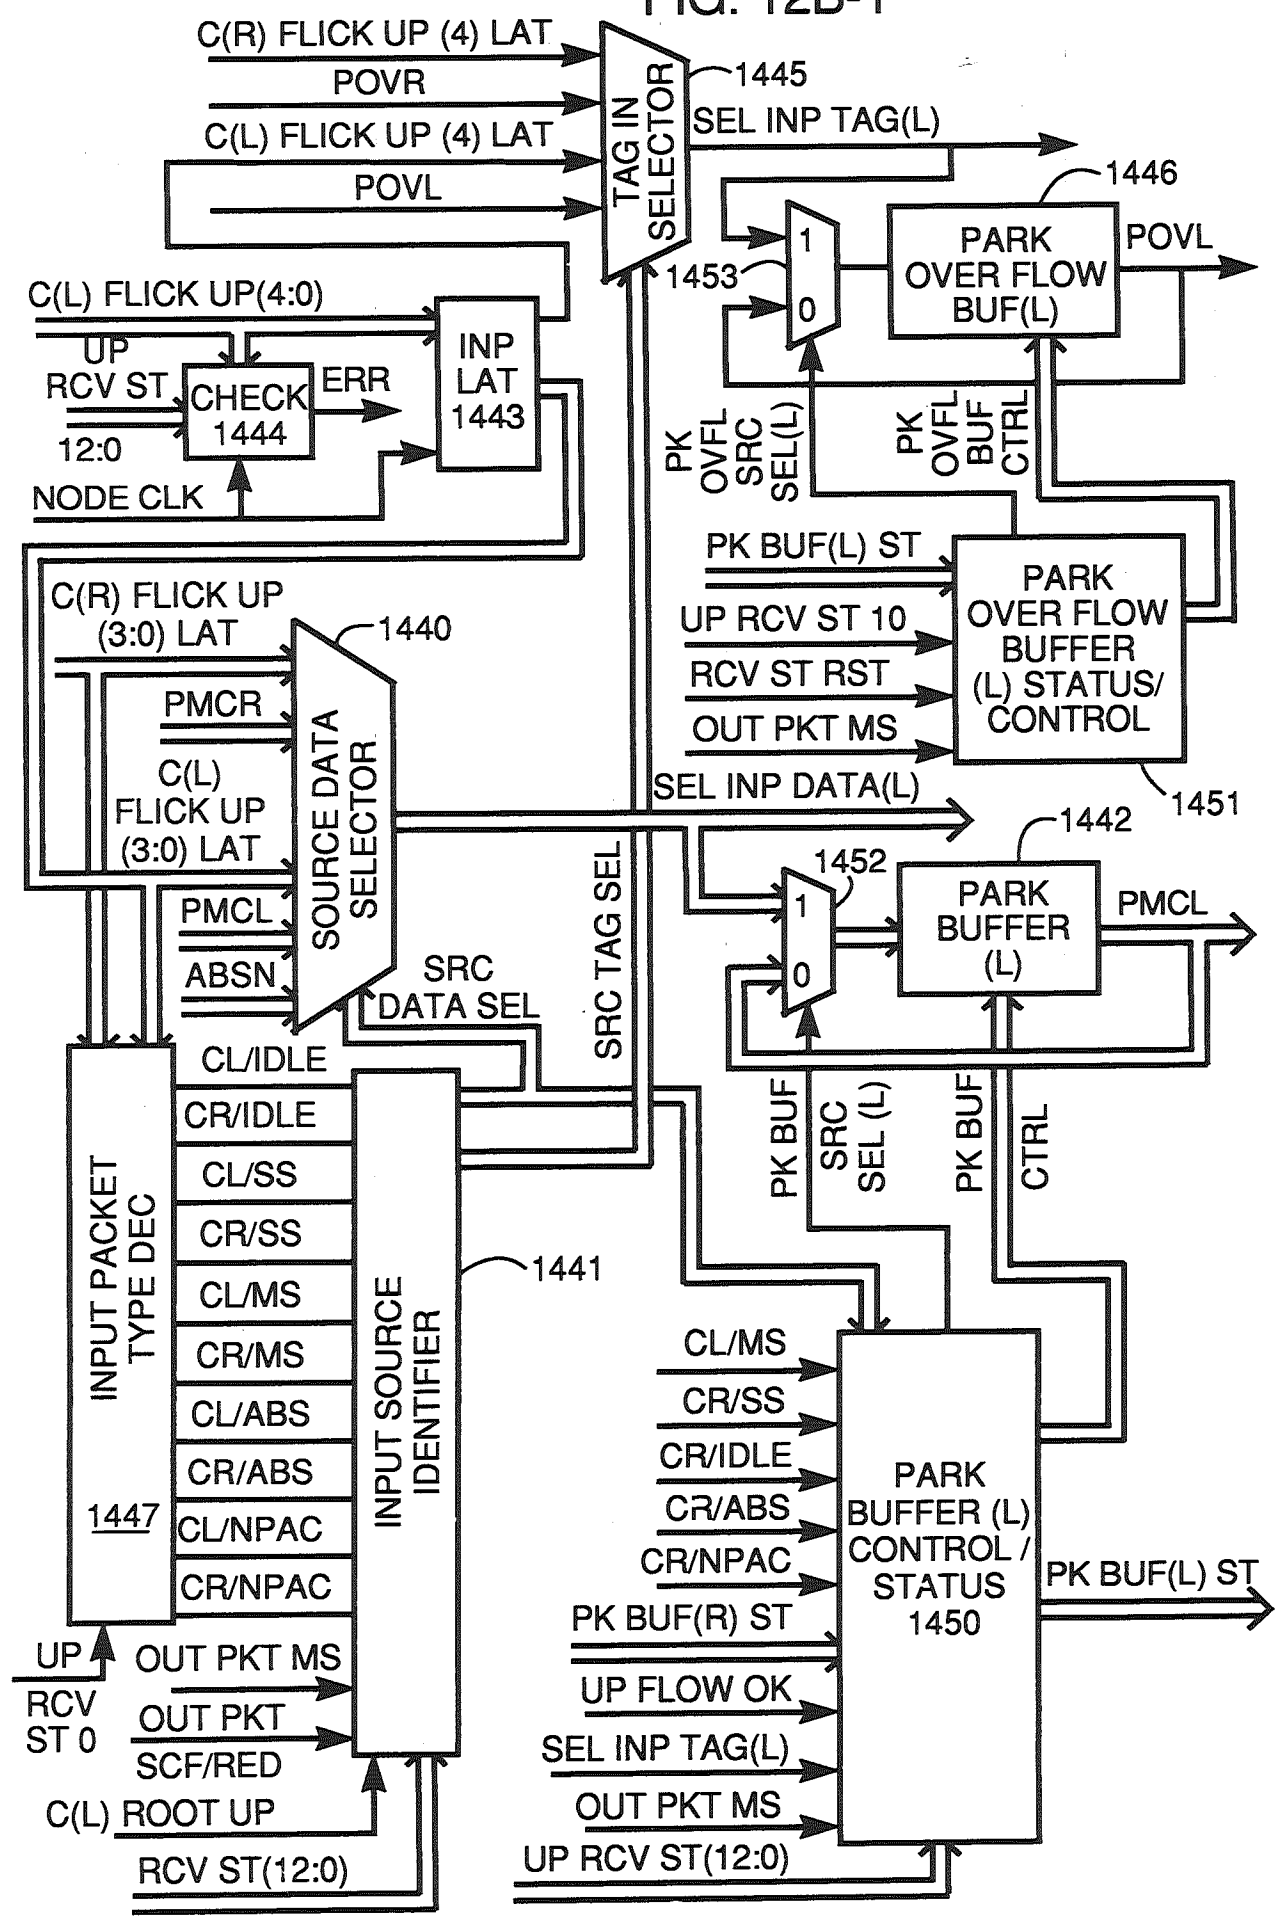 FIG. 12B-1
C(R) FLICK UP (4) LAT
POVR
C(L) FLICK UP (4) LAT
POVL
TAG IN
SELECTOR
1445
SEL INP TAG(L)
1446
1
1453
0
PARK
OVER FLOW
BUF(L)
POVL
C(L) FLICK UP(4:0)
UP
RCV ST
12:0
CHECK
1444
ERR
INP
LAT
1443
NODE CLK
PK
OVFL
SRC
SEL(L)
PK
OVFL
BUF
CTRL
PK BUF(L) ST
UP RCV ST 10
RCV ST RST
OUT PKT MS
PARK
OVER FLOW
BUFFER
(L) STATUS/
CONTROL
1451
C(R) FLICK UP
(3:0) LAT
1440
PMCR
C(L)
FLICK UP
(3:0) LAT
PMCL
ABSN
SOURCE DATA
SELECTOR
SEL INP DATA(L)
1442
1452
1
0
PARK
BUFFER
(L)
PMCL
SRC
DATA SEL
SRC TAG SEL
PK BUF
SRC
SEL (L)
PK BUF
CTRL
CL/IDLE
CR/IDLE
CL/SS
CR/SS
CL/MS
CR/MS
CL/ABS
CR/ABS
CL/NPAC
CR/NPAC
INPUT PACKET
TYPE DEC
1447
INPUT SOURCE
IDENTIFIER
1441
UP
RCV
ST 0
OUT PKT MS
OUT PKT
SCF/RED
C(L) ROOT UP
RCV ST(12:0)
CL/MS
CR/SS
CR/IDLE
CR/ABS
CR/NPAC
PK BUF(R) ST
UP FLOW OK
SEL INP TAG(L)
OUT PKT MS
UP RCV ST(12:0)
PARK
BUFFER (L)
CONTROL /
STATUS
1450
PK BUF(L) ST